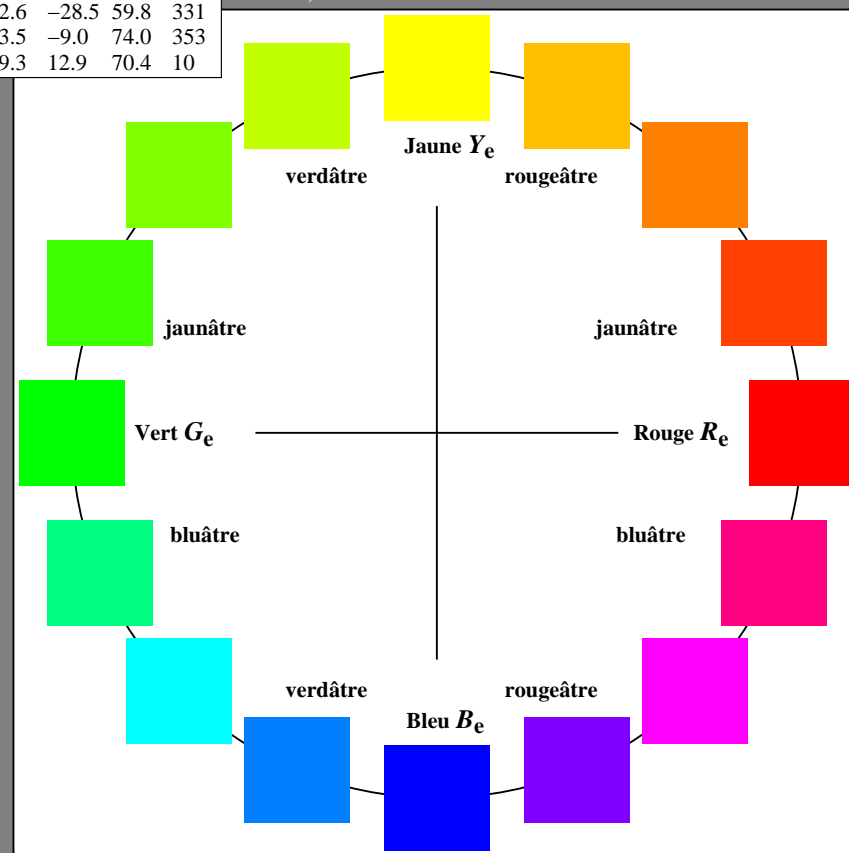 2.6 −28.5 59.8 331
3.5 −9.0 74.0 353
9.3 12.9 70.4 10
Jaune Ye
verdâtre rougeâtre
jaunâtre jaunâtre
Vert Ge Rouge Re
bluâtre bluâtre
verdâtre rougeâtre
Bleu Be